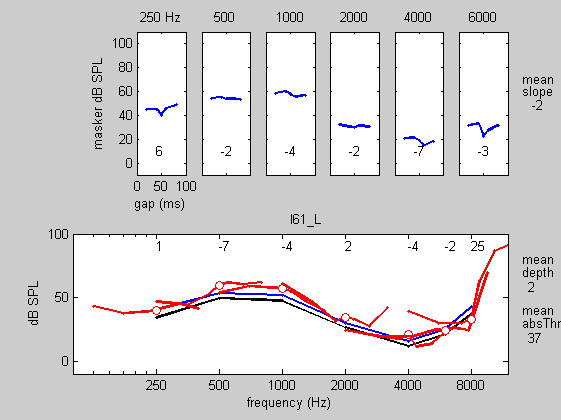 250 Hz 500 1000 2000 4000 6000
masker dB SPL
100
80
60
40
20
0
6 -2 -4 -2 -7 -3
mean
slope
-2
0 50 100
gap (ms)
I61_L
dB SPL
100
50
0
1 -7 -4 2 -4 -2 25
mean
depth
2
mean
absThr
37
250 500 1000 2000 4000 8000
frequency (Hz)